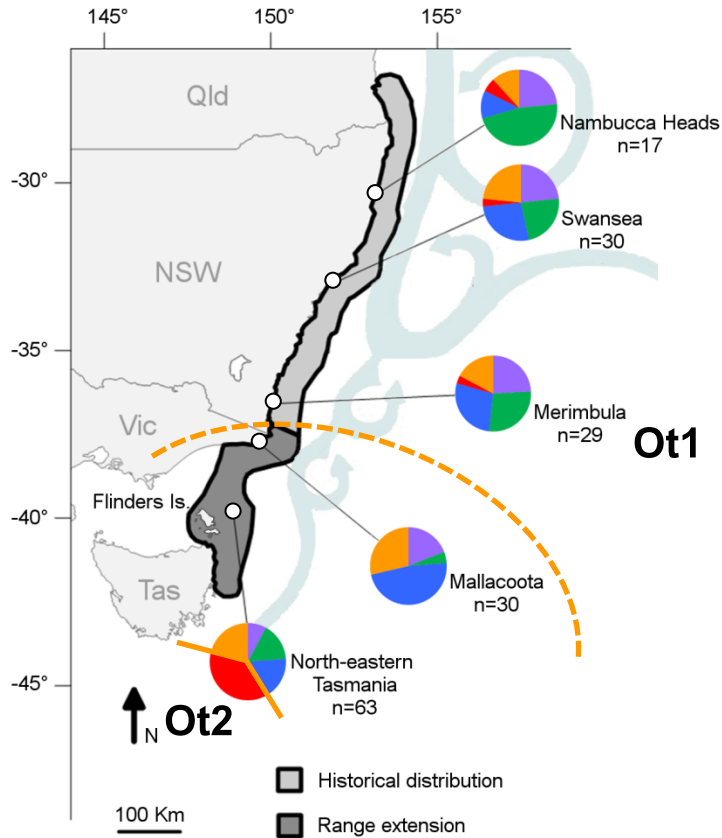 145°
150°
155°
-30°
-35°
-40°
-45°
Qld
NSW
Vic
Tas
Flinders Is.
Nambucca Heads
n=17
Swansea
n=30
Merimbula
n=29
Ot1
Mallacoota
n=30
North-eastern
Tasmania
n=63
Ot2
N
Historical distribution
100 Km
Range extension